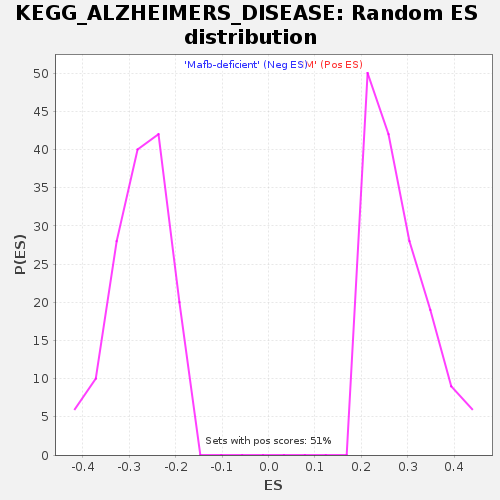 KEGG_ALZHEIMERS_DISEASE: Random ES
distribution
'Mafb-deficient' (Neg ES) M' (Pos ES)
50
45
40
35
30
25
20
15
10
5
0
P(ES)
Sets with pos scores: 51%
-0.4 -0.3 -0.2 -0.1 0.0 0.1 0.2 0.3 0.4
ES